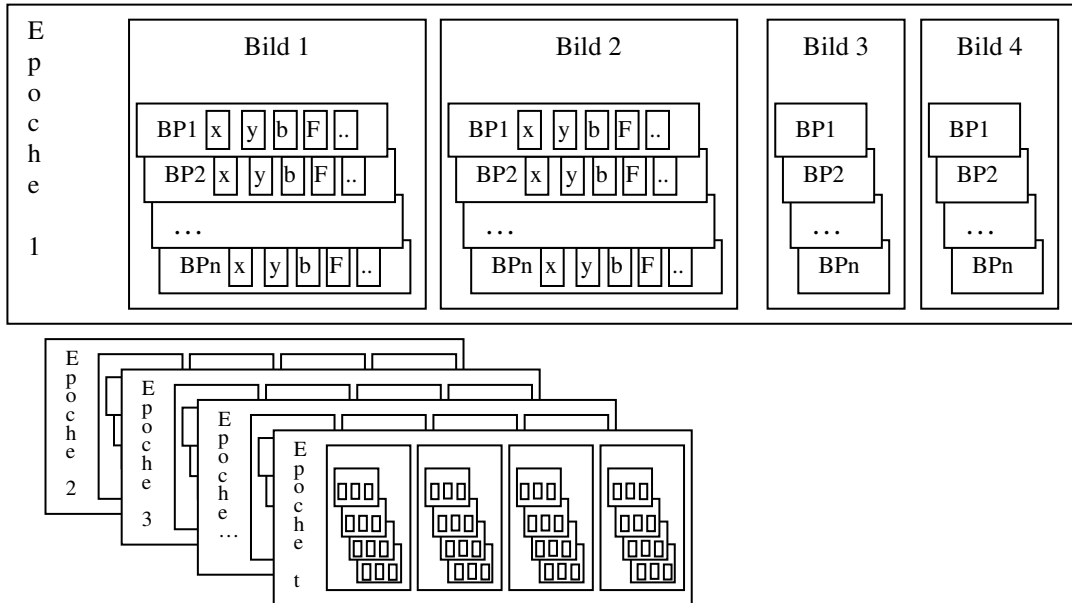 Epoche 1
Bild 1
BP1 x y b F ..
BP2 x y b F ..
...
BPn x y b F ..
Bild 2
BP1 x y b F ..
BP2 x y b F ..
...
BPn x y b F ..
Bild 3
BP1
BP2
...
BPn
Bild 4
BP1
BP2
...
BPn
Epoche 2
Epoche 3
Epoche ...
Epoche t